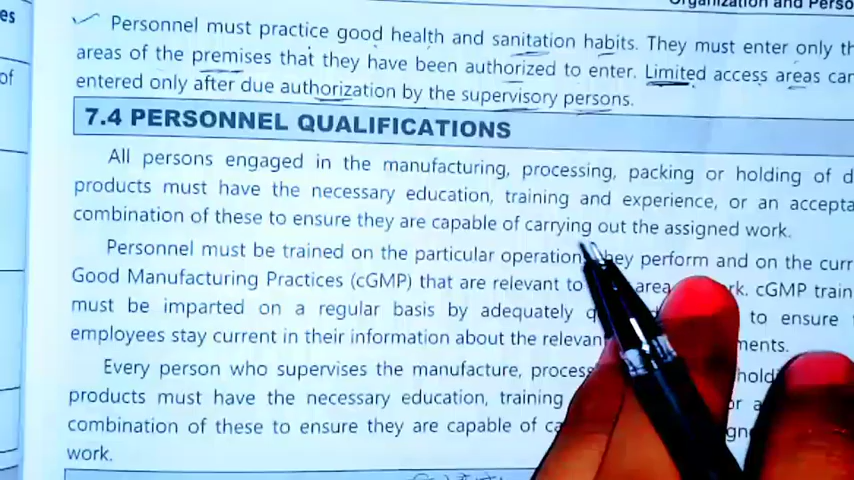 Organization and Perso
es
Personnel must practice good health and sanitation habits. They must enter only th
areas of the premises that they have been authorized to enter. Limited access areas can
of
entered only after due authorization by the supervisory persons.
7.4 PERSONNEL QUALIFICATIONS
All persons engaged in the manufacturing, processing, packing or holding of d
products must have the necessary education, training and experience, or an accepta
combination of these to ensure they are capable of carrying out the assigned work.
Personnel must be trained on the particular operation they perform and on the curr
Good Manufacturing Practices (cGMP) that are relevant to area rk. cGMP train
must be imparted on a regular basis by adequately q to ensure
employees stay current in their information about the relevan ments.
Every person who supervises the manufacture, process holdi
products must have the necessary education, training or a
combination of these to ensure they are capable of ca gne
work.